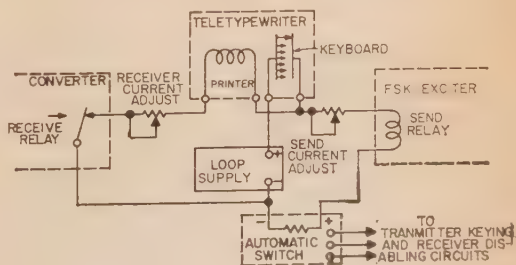 TELETYPEWRITER
KEYBOARD
PRINTER
CONVERTER
RECEIVER
CURRENT
ADJUST
RECEIVE
RELAY
FSK EXCITER
SEND
RELAY
LOOP
SUPPLY
+
-
SEND
CURRENT
ADJUST
AUTOMATIC
SWITCH
+
TO
TRANMITTER KEYING
AND RECEIVER DIS-
ABLING CIRCUITS